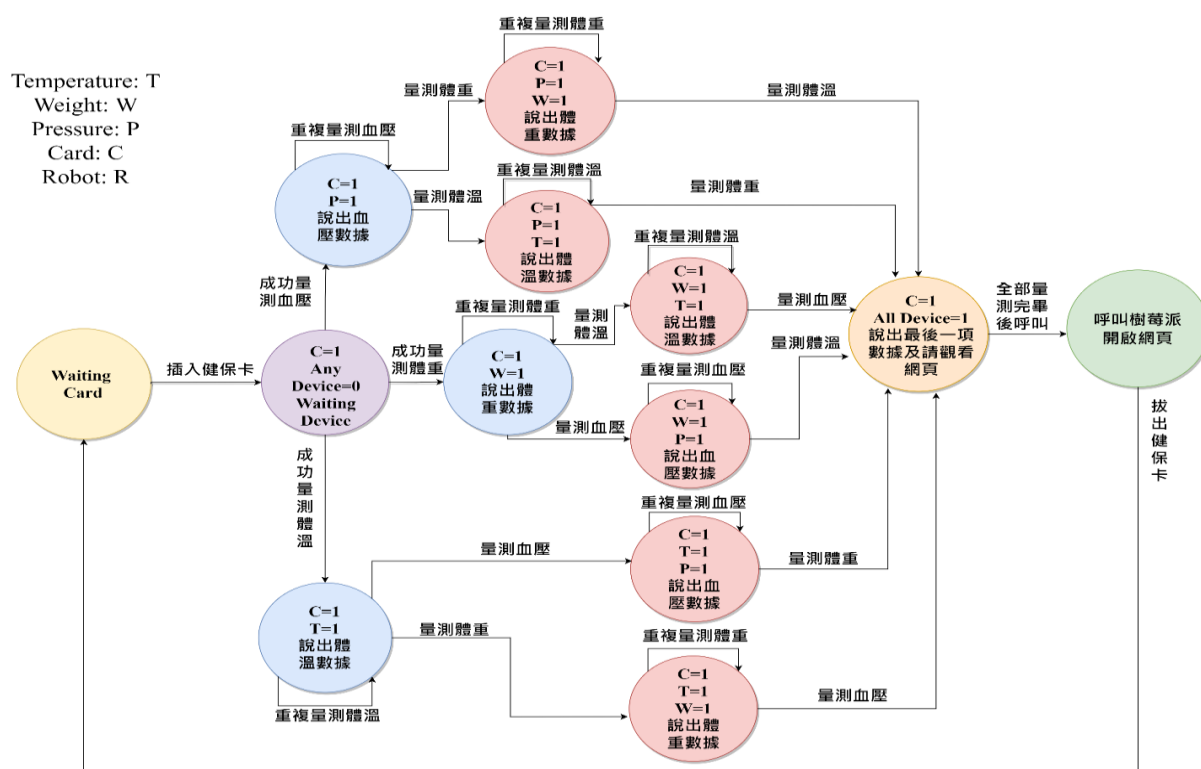 Temperature: T
Weight: W
Pressure: P
Card: C
Robot: R
重複量測體重
C=1
P=1
W=1
說出體
重數據
量測體重
量測體溫
重複量測血壓
C=1
P=1
說出血
壓數據
量測體溫
重複量測體溫
C=1
P=1
T=1
說出體
溫數據
量測體重
成功量
測血壓
重複量測體溫
C=1
W=1
T=1
說出體
溫數據
量測血壓
重複量測體重
量測
體溫
Waiting
Card
插入健保卡
C=1
Any
Device=0
Waiting
Device
成功量
測體重
C=1
W=1
說出體
重數據
量測血壓
重複量測血壓
C=1
W=1
P=1
說出血
壓數據
量測體溫
C=1
All Device=1
說出最後一項
數據及請觀看
網頁
全部量
測完畢
後呼叫
呼叫樹莓派
開啟網頁
拔
出
健
保
卡
成
功
量
測
體
溫
重複量測血壓
C=1
T=1
P=1
說出血
壓數據
量測血壓
量測體重
C=1
T=1
說出體
溫數據
重複量測體溫
量測體重
重複量測體重
C=1
T=1
W=1
說出體
重數據
量測血壓